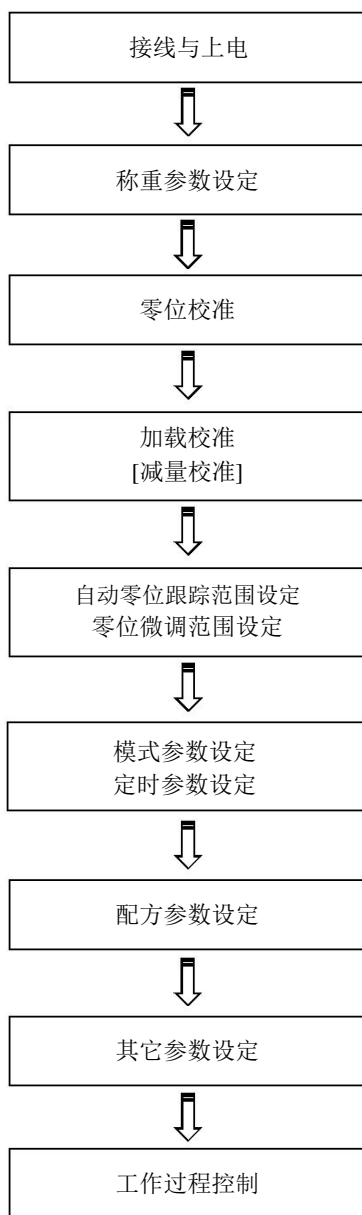 接线与上电
称重参数设定
零位校准
加载校准
[减量校准]
自动零位跟踪范围设定
零位微调范围设定
模式参数设定
定时参数设定
配方参数设定
其它参数设定
工作过程控制